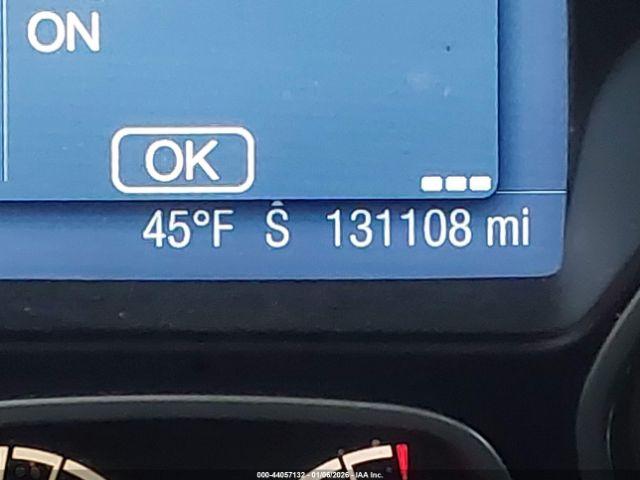 ON
OK
45°F S 131108 mi
000-44057132 - 01/06/2026 - IAA Inc.